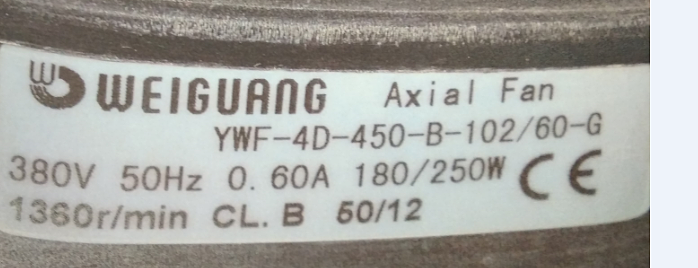 WEIGUANG Axial Fan
YWF-4D-450-B-102/60-G
380V 50Hz 0.60A 180/250W CE
1360r/min CL.B 50/12